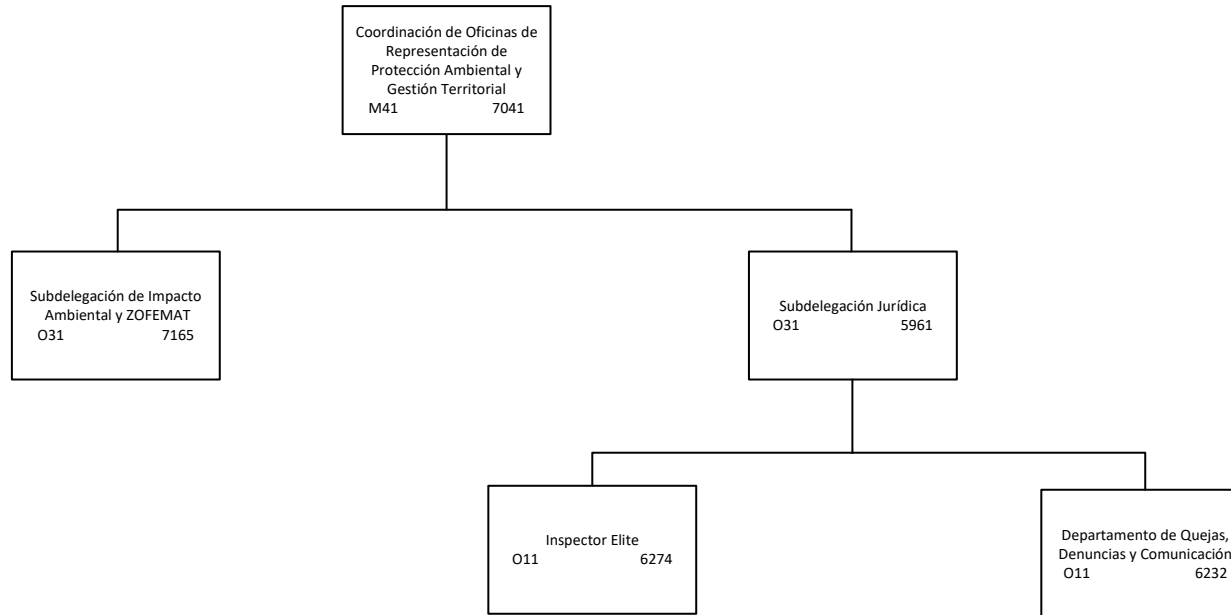 Coordinación de Oficinas de
Representación de
Protección Ambiental y
Gestión Territorial
M41 7041
Subdelegación de Impacto
Ambiental y ZOFEMAT
O31 7165
Subdelegación Jurídica
O31 5961
Inspector Elite
O11 6274
Departamento de Quejas,
Denuncias y Comunicación
O11 6232